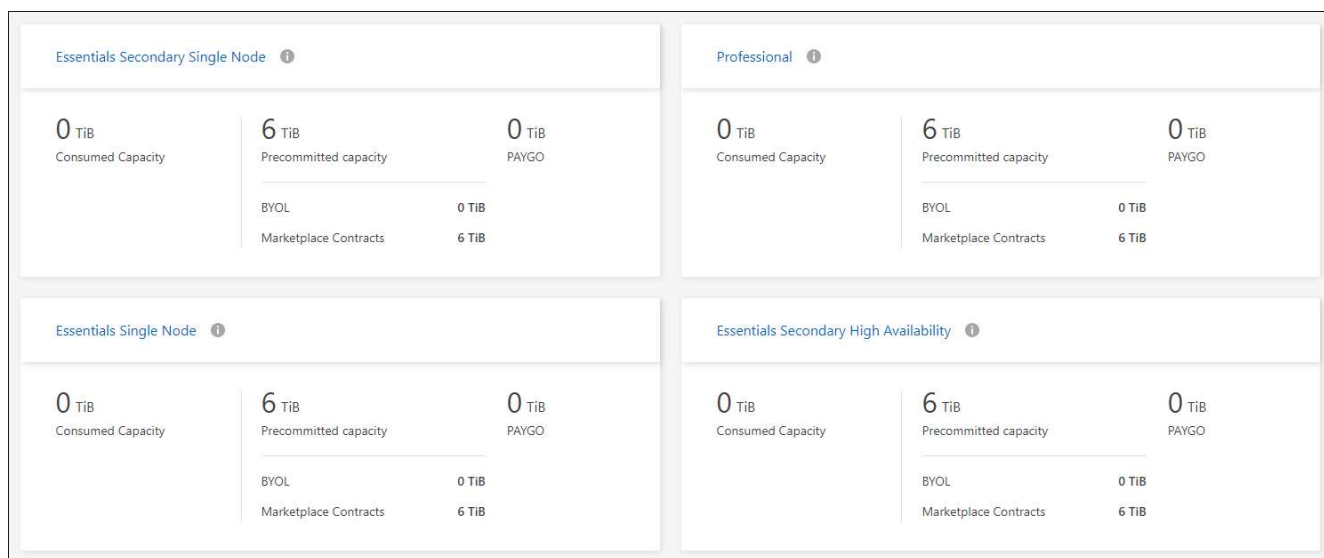 Essentials Secondary Single Node
0 TiB
Consumed Capacity
6 TiB
Precommitted capacity
0 TiB
PAYGO
BYOL 0 TiB
Marketplace Contracts 6 TiB
Professional
0 TiB
Consumed Capacity
6 TiB
Precommitted capacity
0 TiB
PAYGO
BYOL 0 TiB
Marketplace Contracts 6 TiB
Essentials Single Node
0 TiB
Consumed Capacity
6 TiB
Precommitted capacity
0 TiB
PAYGO
BYOL 0 TiB
Marketplace Contracts 6 TiB
Essentials Secondary High Availability
0 TiB
Consumed Capacity
6 TiB
Precommitted capacity
0 TiB
PAYGO
BYOL 0 TiB
Marketplace Contracts 6 TiB